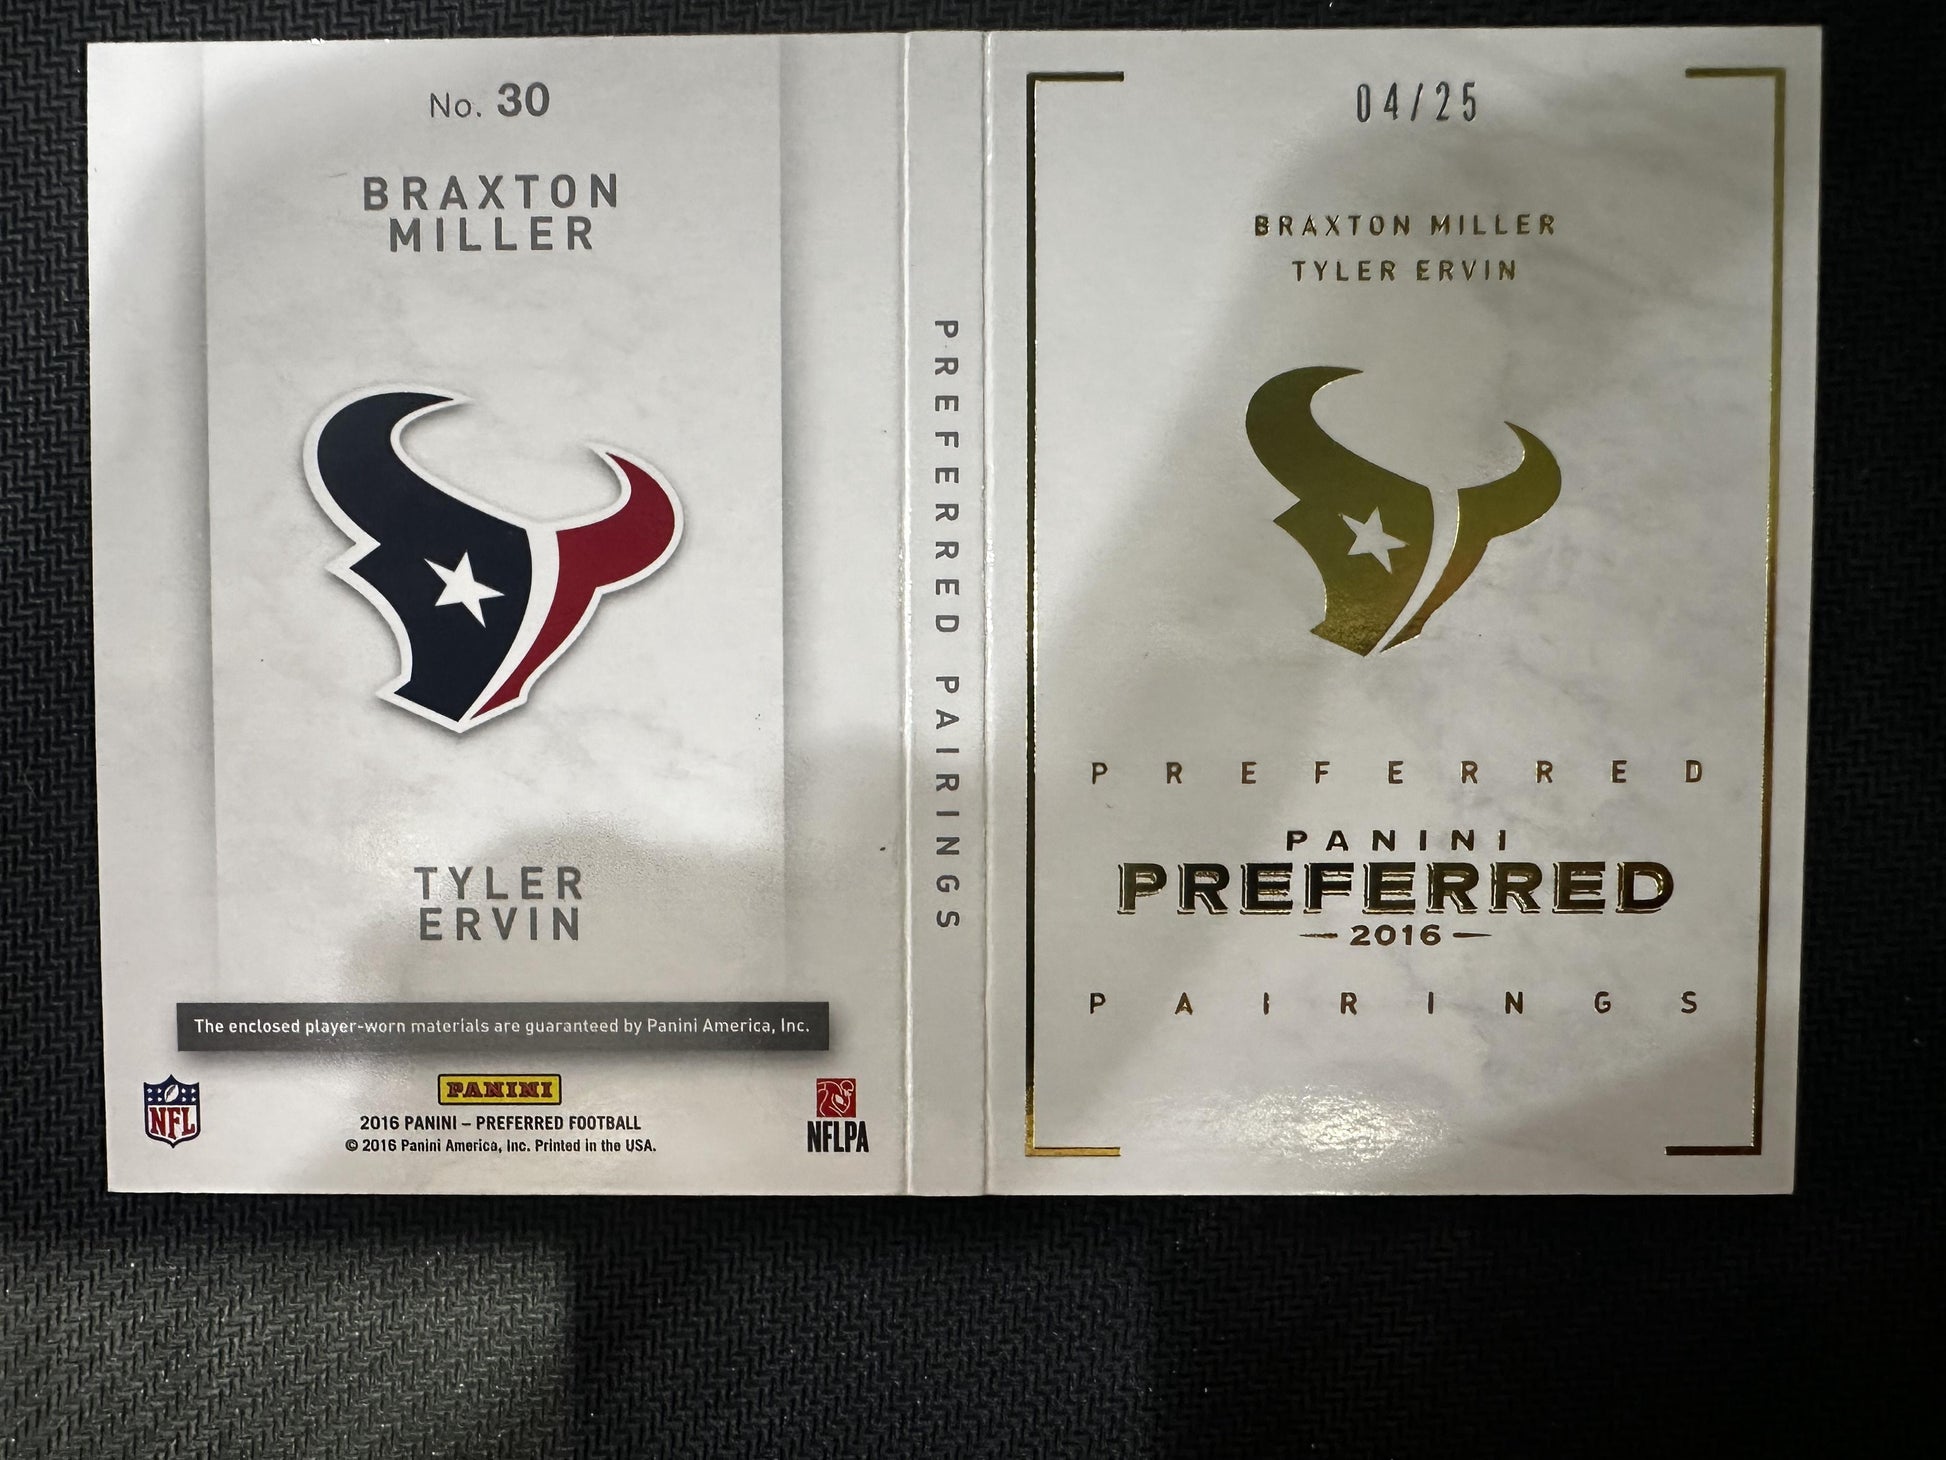 No. 30
BRAXTON
MILLER
TYLER
ERVIN
The enclosed player-worn materials are guaranteed by Panini America, Inc.
NFL
PANINI
2016 PANINI – PREFERRED FOOTBALL
© 2016 Panini America, Inc. Printed in the USA.
NFLPA
PREFERRED PAIRINGS
04/25
BRAXTON MILLER
TYLER ERVIN
PREFERRED
PANINI
PREFERRED
2016
PAIRINGS